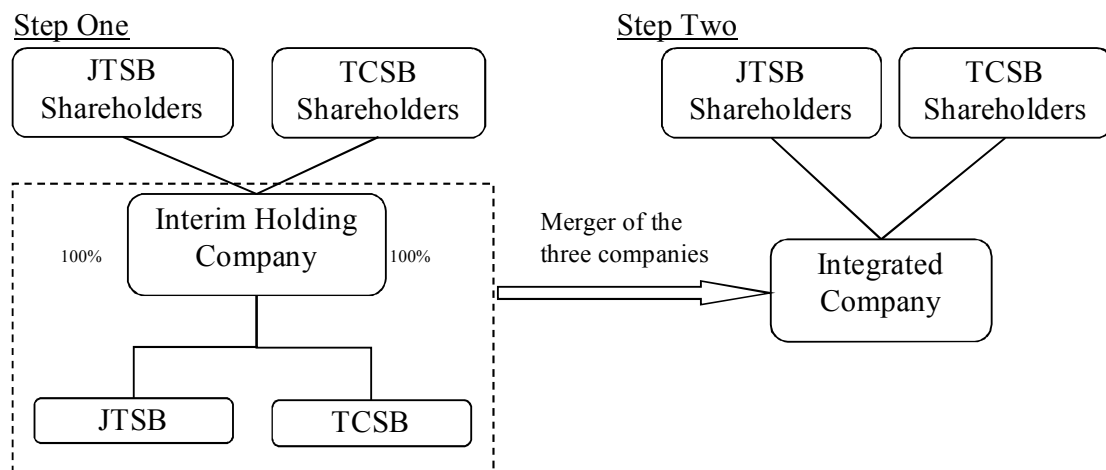 Step One
JTSB
Shareholders
TCSB
Shareholders
Interim Holding
Company
100%
100%
JTSB
TCSB
Merger of the
three companies
Step Two
JTSB
Shareholders
TCSB
Shareholders
Integrated
Company